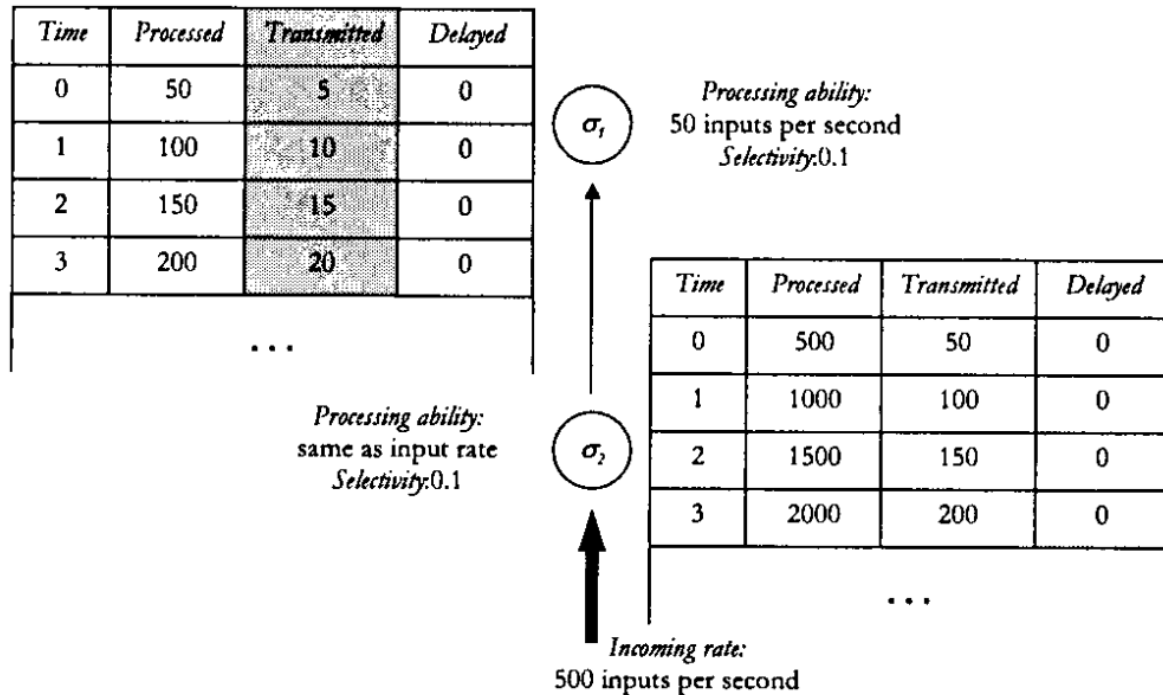 Time Processed Transmitted Delayed
0 50 5 0
1 100 10 0
2 150 15 0
3 200 20 0
...
σ1
Processing ability:
50 inputs per second
Selectivity:0.1
Processing ability:
same as input rate
Selectivity:0.1
σ2
Time Processed Transmitted Delayed
0 500 50 0
1 1000 100 0
2 1500 150 0
3 2000 200 0
...
Incoming rate:
500 inputs per second